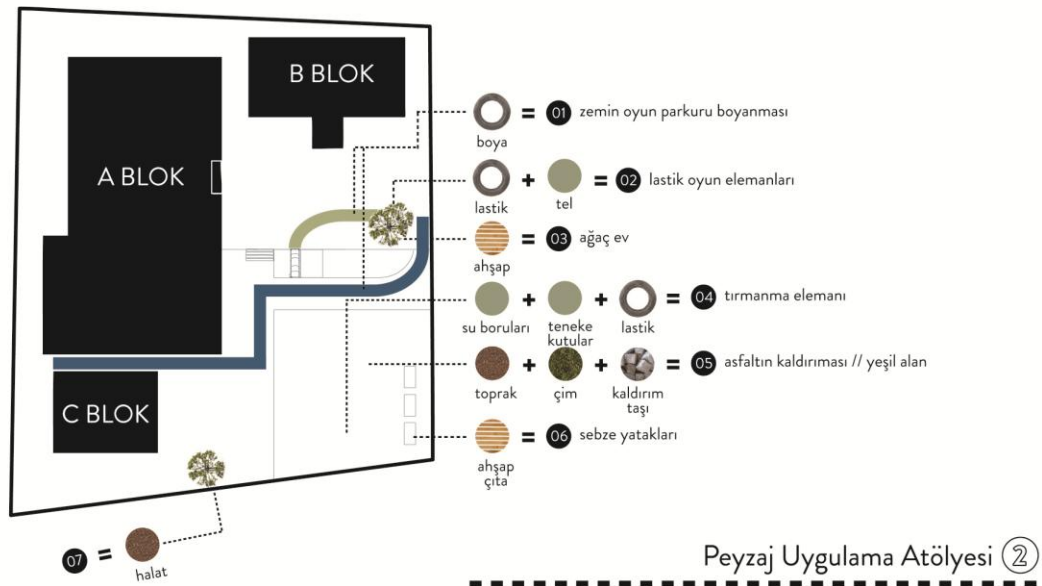 B BLOK
A BLOK
C BLOK
= 01 zemin oyun parkuru boyanması
boya
+ = 02 lastik oyun elemanları
lastik tel
= 03 ağaç ev
ahşap
+ + = 04 tırmanma elemanı
su boruları teneke kutular lastik
+ + = 05 asfaltın kaldırıması // yeşil alan
toprak çim kaldırım taşı
= 06 sebze yatakları
ahşap çıta
07 =
halat
Peyzaj Uygulama Atölyesi 2